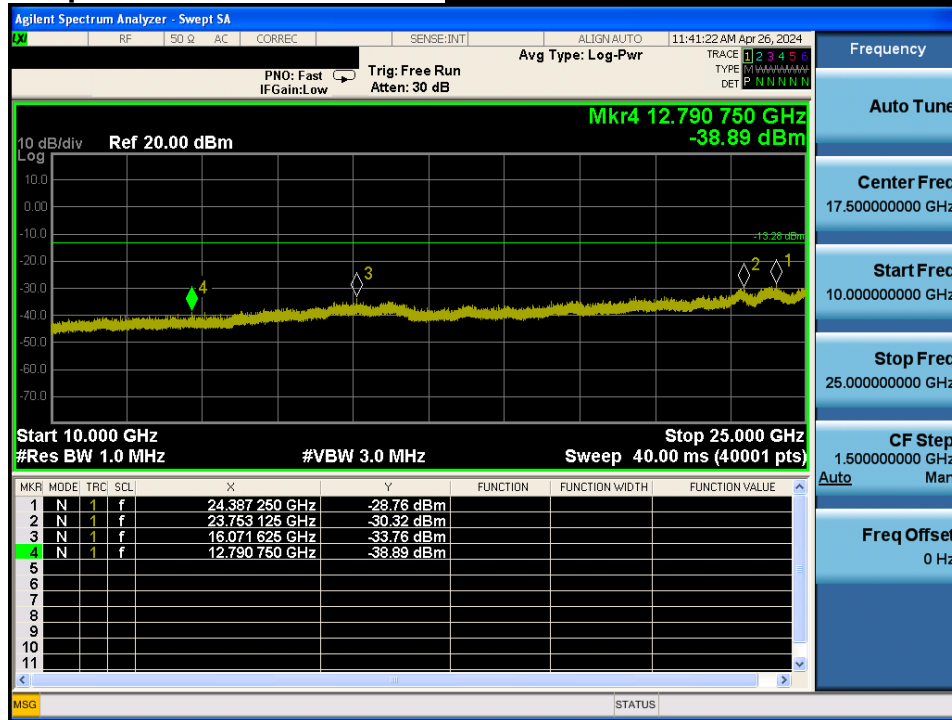 Agilent Spectrum Analyzer - Swept SA
LXI RF 50 Ω AC CORREC SENSE:INT ALIGN AUTO 11:41:22 AM Apr 26, 2024
Avg Type: Log-Pwr
TRACE 1 2 3 4 5 6
PNO: Fast Trig: Free Run
TYPE M
IFGain:Low Atten: 30 dB
DET P N N N N N
Mkr4 12.790 750 GHz
-38.89 dBm
10 dB/div Ref 20.00 dBm
Log
10.0
0.00
-10.0
-13.28 dBm
-20.0
2 1
3
-30.0
4
-40.0
-50.0
-60.0
-70.0
Start 10.000 GHz Stop 25.000 GHz
#Res BW 1.0 MHz #VBW 3.0 MHz Sweep 40.00 ms (40001 pts)
MKR MODE TRC SCL X Y FUNCTION FUNCTION WIDTH FUNCTION VALUE
1 N 1 f 24.387 250 GHz -28.76 dBm
2 N 1 f 23.753 125 GHz -30.32 dBm
3 N 1 f 16.071 625 GHz -33.76 dBm
4 N 1 f 12.790 750 GHz -38.89 dBm
5
6
7
8
9
10
11
MSG STATUS
Frequency
Auto Tune
Center Freq
17.500000000 GHz
Start Freq
10.000000000 GHz
Stop Freq
25.000000000 GHz
CF Step
1.500000000 GHz
Auto Man
Freq Offset
0 Hz